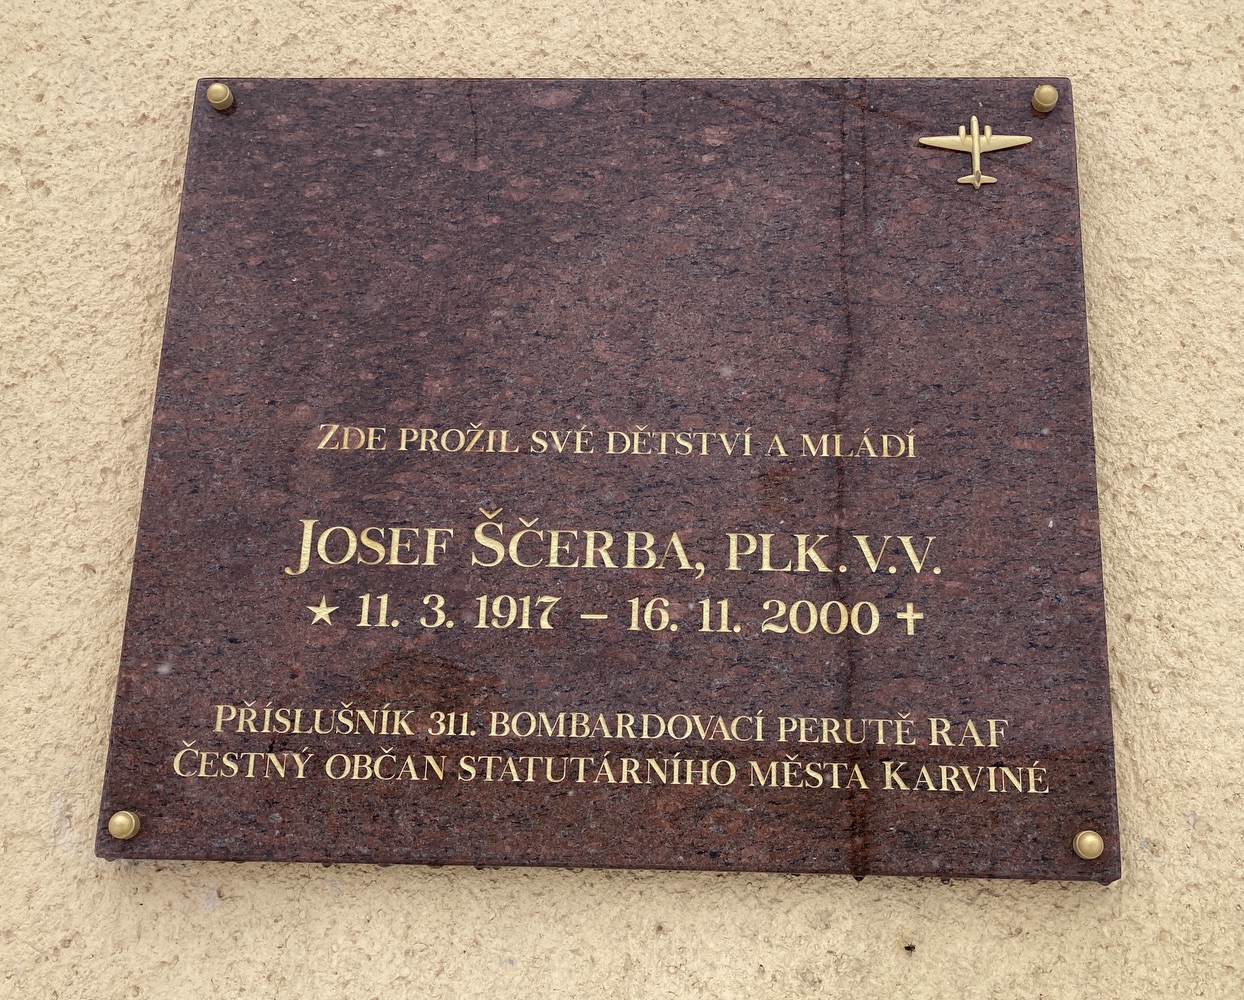 Zde prožil své dětství a mládí
Josef Ščerba, plk. v.v.
★ 11. 3. 1917 – 16. 11. 2000 ✝
Příslušník 311. bombardovací perutě RAF
Čestný občan statutárního města Karviné